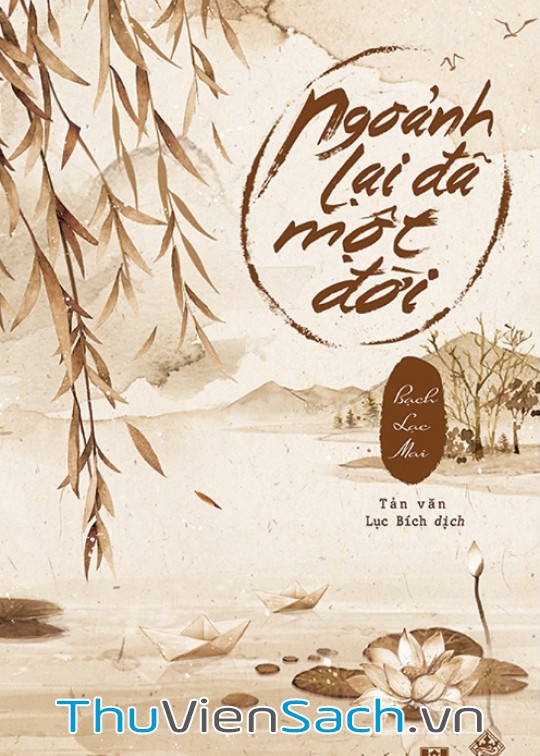 Ngoảnh
lại đã
một
đời
Bạch
Lạc
Mai
Tản văn
Lục Bích dịch
ThuVienSach.vn